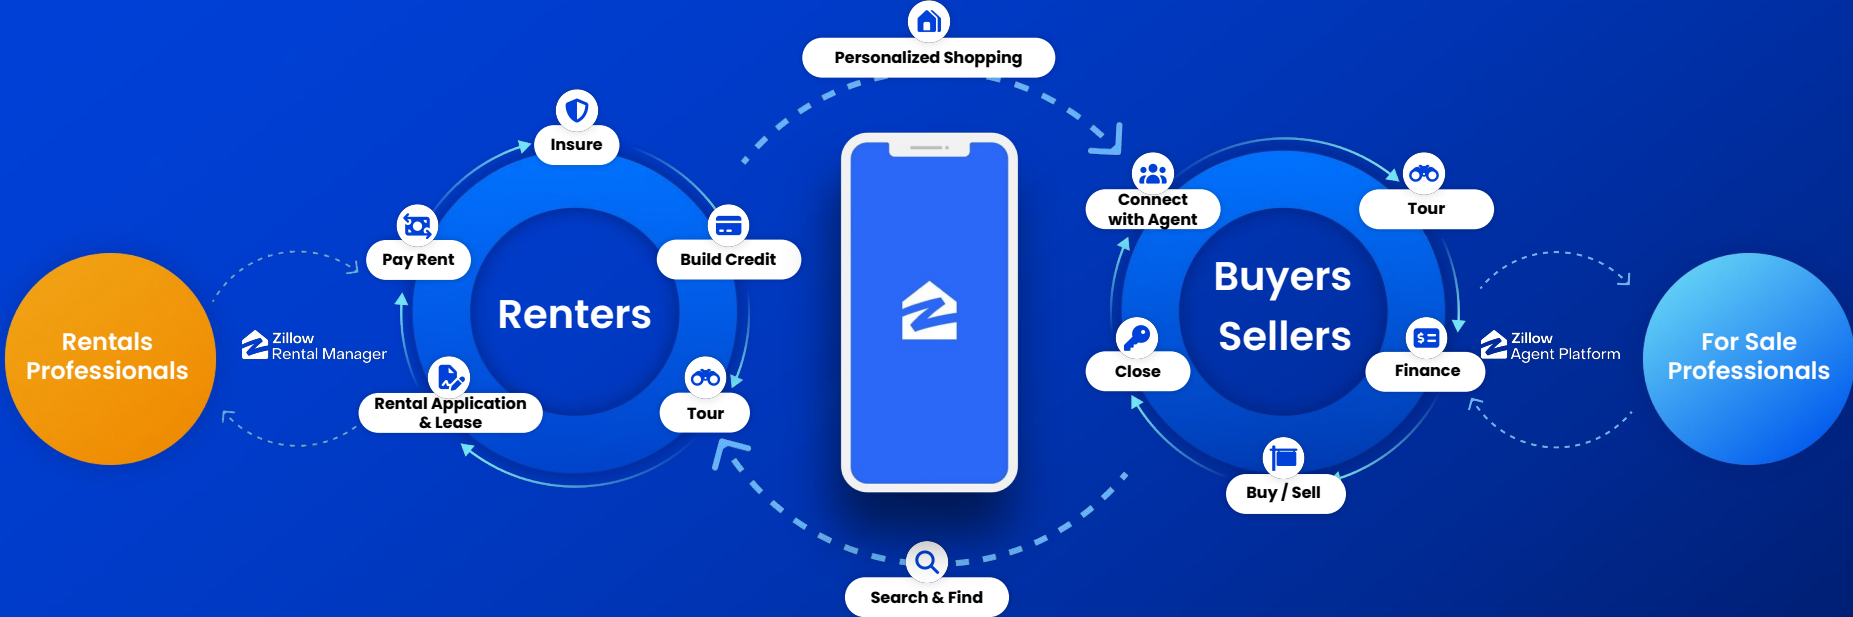 Personalized Shopping
Insure
Pay Rent
Build Credit
Renters
Rental Application
& Lease
Tour
Rentals
Professionals
Zillow
Rental Manager
Connect
with Agent
Tour
Buyers
Sellers
Close
Finance
Buy / Sell
Zillow
Agent Platform
For Sale
Professionals
Search & Find